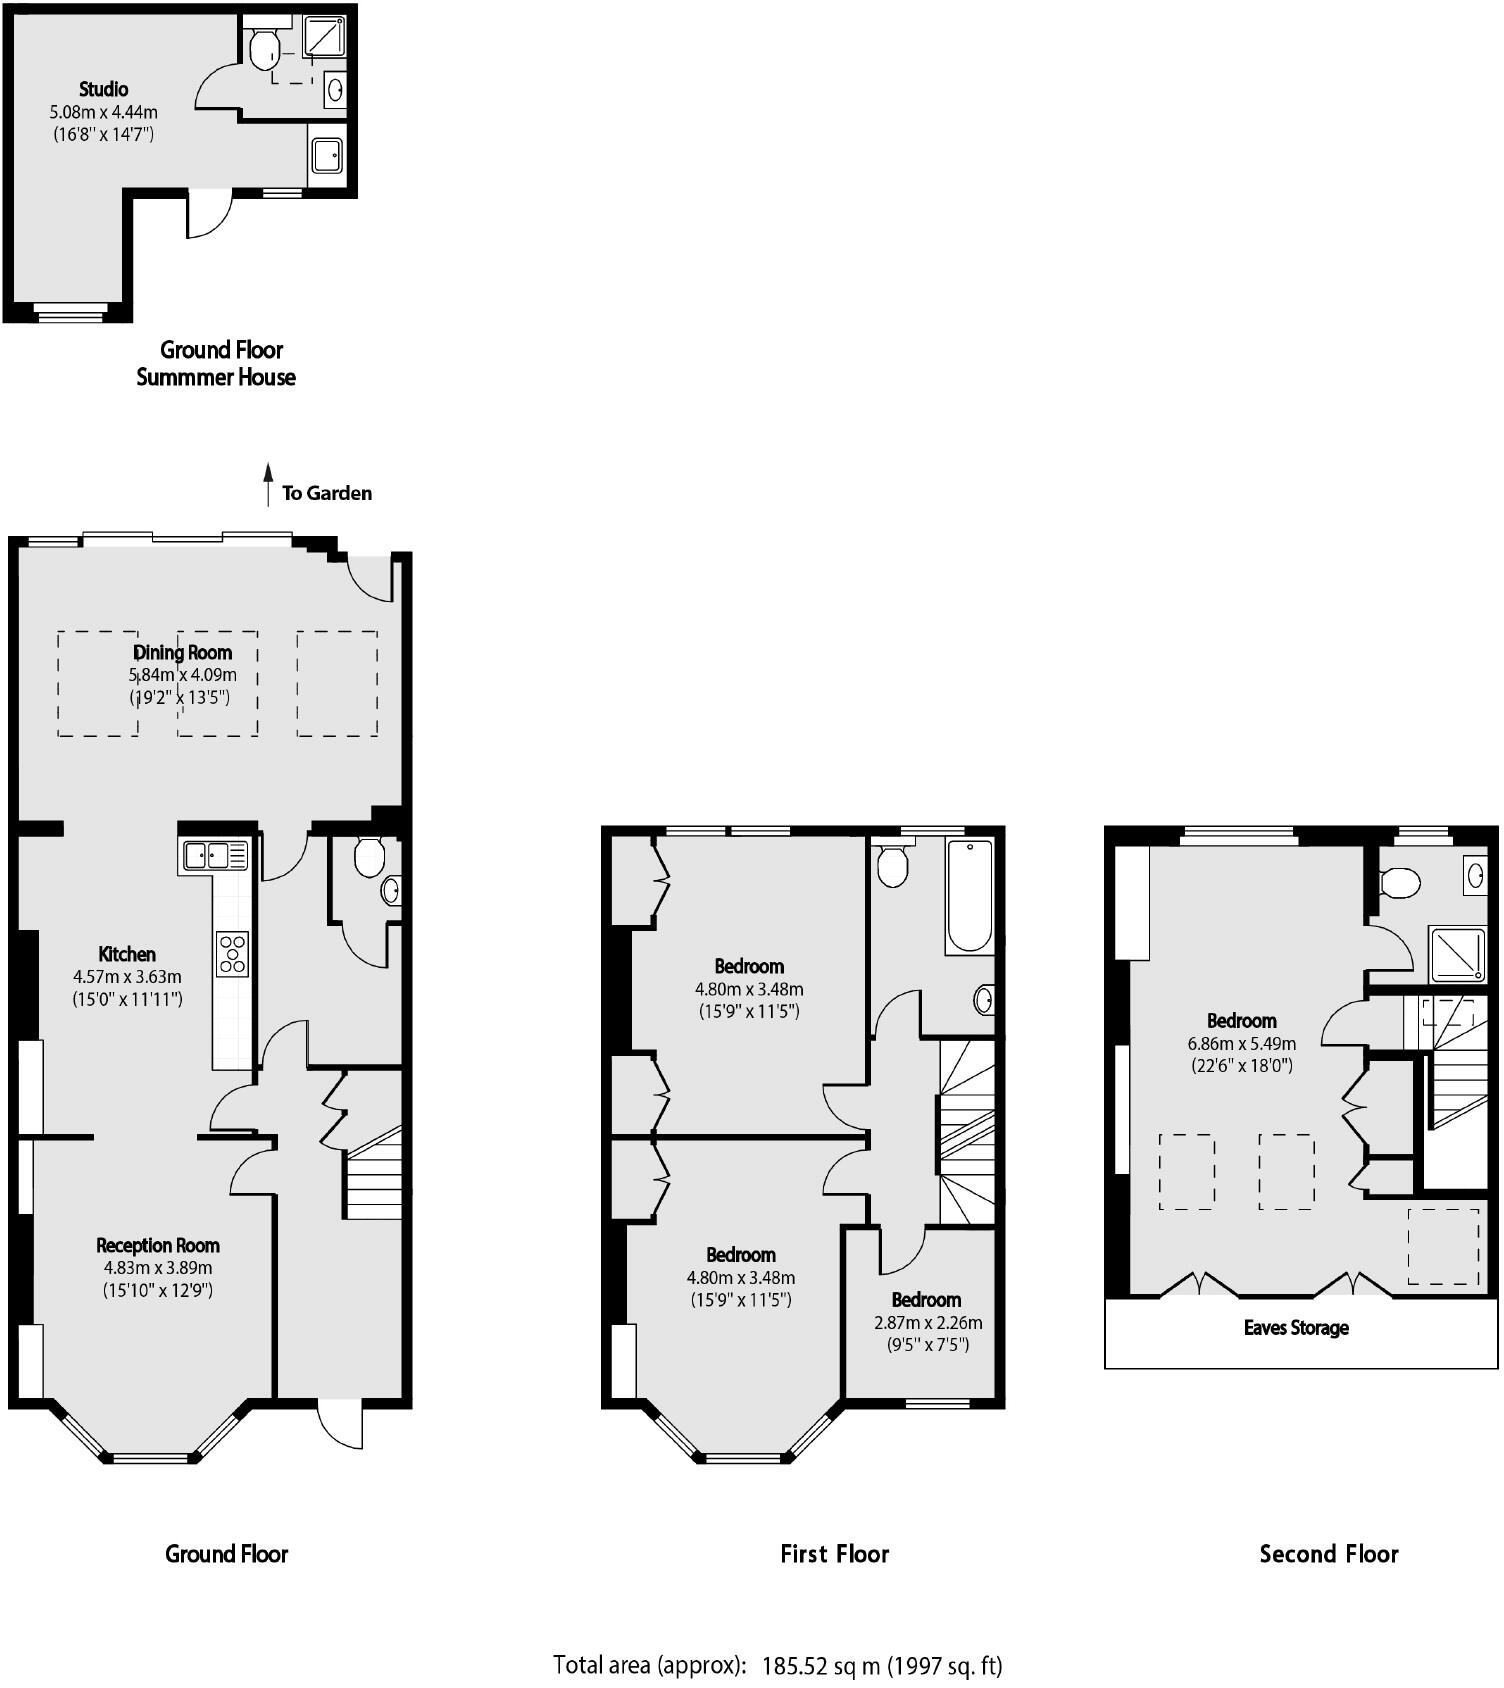 Studio
5.08m x 4.44m
(16'8" x 14'7")
Ground Floor
Summmer House
To Garden
Dining Room
5.84m x 4.09m
(19'2" x 13'5")
Kitchen
4.57m x 3.63m
(15'0" x 11'11")
Reception Room
4.83m x 3.89m
(15'10" x 12'9")
Ground Floor
Bedroom
4.80m x 3.48m
(15'9" x 11'5")
Bedroom
4.80m x 3.48m
(15'9" x 11'5")
Bedroom
2.87m x 2.26m
(9'5" x 7'5")
First Floor
Bedroom
6.86m x 5.49m
(22'6" x 18'0")
Eaves Storage
Second Floor
Total area (approx): 185.52 sq m (1997 sq. ft)